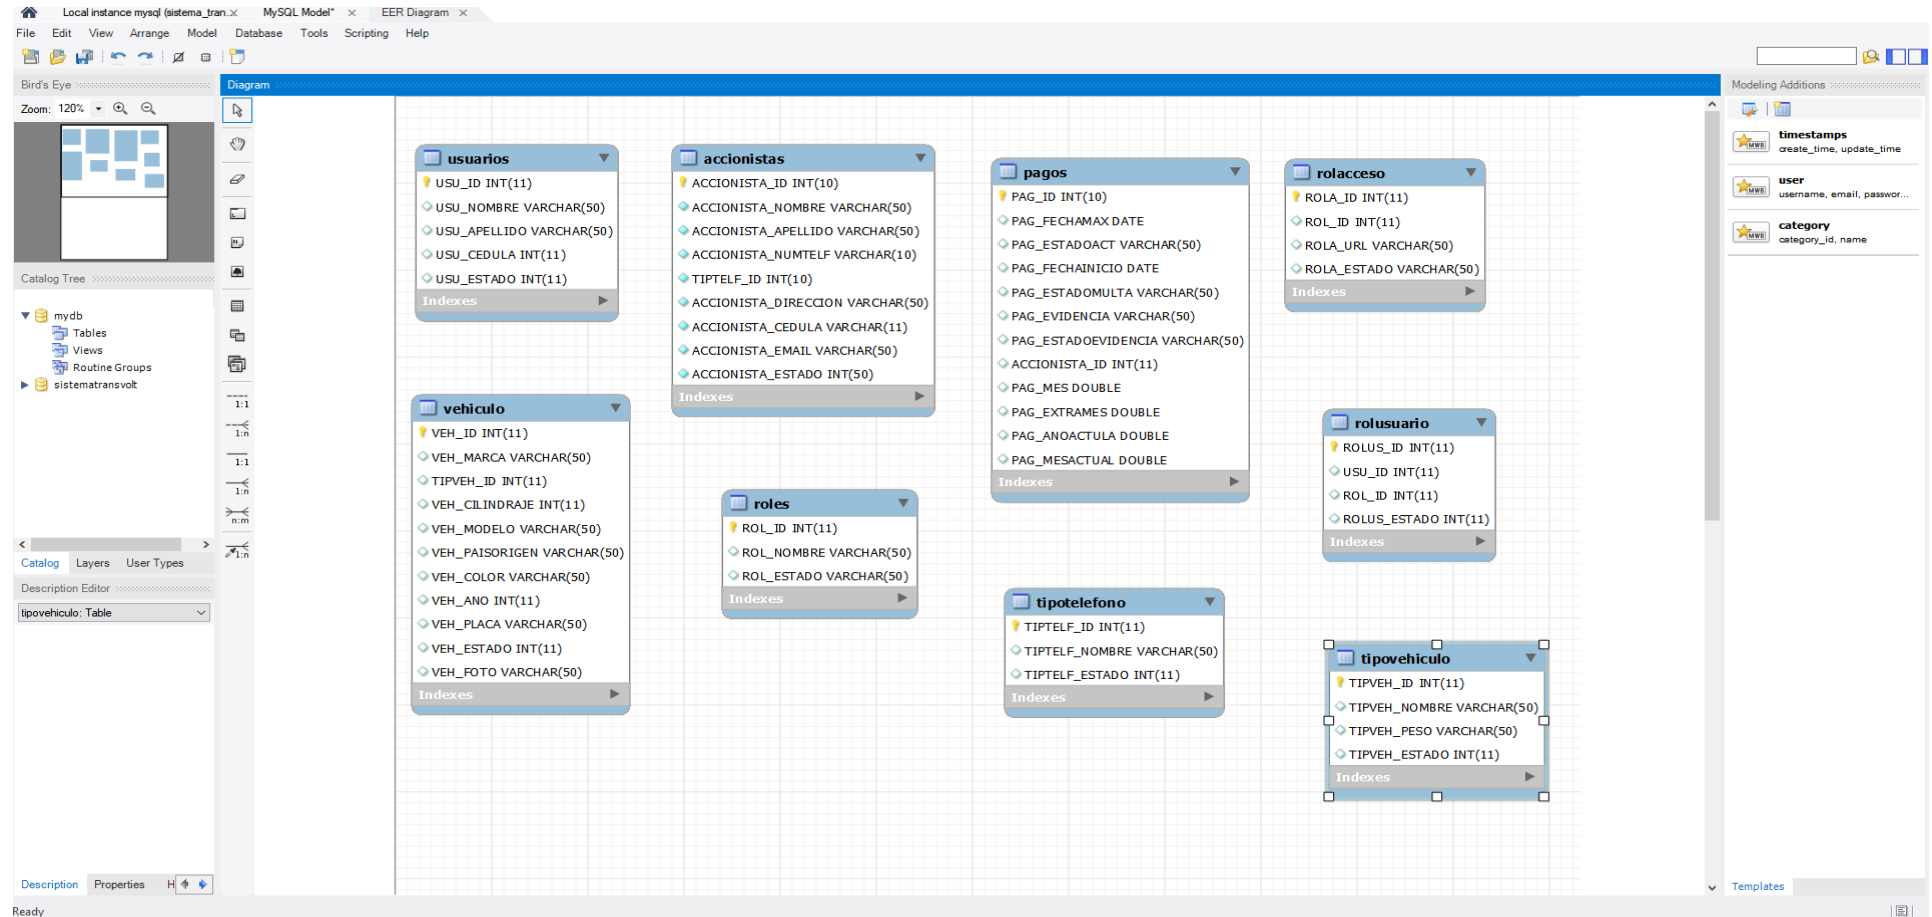 Local instance mysql (sistema_tran...
MySQL Model*
EER Diagram
File Edit View Arrange Model Database Tools Scripting Help
Bird's Eye
Zoom: 120%
Catalog Tree
mydb
Tables
Views
Routine Groups
sistematransvolt
Catalog Layers User Types
Description Editor
tipovehiculo: Table
Description Properties H
Ready
Diagram
1:1
1:n
1:1
1:n
n:m
1:n
usuarios
USU_ID INT(11)
USU_NOMBRE VARCHAR(50)
USU_APELLIDO VARCHAR(50)
USU_CEDULA INT(11)
USU_ESTADO INT(11)
Indexes
accionistas
ACCIONISTA_ID INT(10)
ACCIONISTA_NOMBRE VARCHAR(50)
ACCIONISTA_APELLIDO VARCHAR(50)
ACCIONISTA_NUMTELF VARCHAR(10)
TIPTELF_ID INT(10)
ACCIONISTA_DIRECCION VARCHAR(50)
ACCIONISTA_CEDULA VARCHAR(11)
ACCIONISTA_EMAIL VARCHAR(50)
ACCIONISTA_ESTADO INT(50)
Indexes
pagos
PAG_ID INT(10)
PAG_FECHAMAX DATE
PAG_ESTADOACT VARCHAR(50)
PAG_FECHAINICIO DATE
PAG_ESTADOMULTA VARCHAR(50)
PAG_EVIDENCIA VARCHAR(50)
PAG_ESTADOEVIDENCIA VARCHAR(50)
ACCIONISTA_ID INT(11)
PAG_MES DOUBLE
PAG_EXTRAMES DOUBLE
PAG_ANOACTULA DOUBLE
PAG_MESACTUAL DOUBLE
Indexes
rolacceso
ROLA_ID INT(11)
ROL_ID INT(11)
ROLA_URL VARCHAR(50)
ROLA_ESTADO VARCHAR(50)
Indexes
vehiculo
VEH_ID INT(11)
VEH_MARCA VARCHAR(50)
TIPVEH_ID INT(11)
VEH_CILINDRAJE INT(11)
VEH_MODELO VARCHAR(50)
VEH_PAISORIGEN VARCHAR(50)
VEH_COLOR VARCHAR(50)
VEH_ANO INT(11)
VEH_PLACA VARCHAR(50)
VEH_ESTADO INT(11)
VEH_FOTO VARCHAR(50)
Indexes
roles
ROL_ID INT(11)
ROL_NOMBRE VARCHAR(50)
ROL_ESTADO VARCHAR(50)
Indexes
rolusuario
ROLUS_ID INT(11)
USU_ID INT(11)
ROL_ID INT(11)
ROLUS_ESTADO INT(11)
Indexes
tipotelefono
TIPTELF_ID INT(11)
TIPTELF_NOMBRE VARCHAR(50)
TIPTELF_ESTADO INT(11)
Indexes
tipovehiculo
TIPVEH_ID INT(11)
TIPVEH_NOMBRE VARCHAR(50)
TIPVEH_PESO VARCHAR(50)
TIPVEH_ESTADO INT(11)
Indexes
Modeling Additions
timestamps
create_time, update_time
user
username, email, passwor...
category
category_id, name
Templates